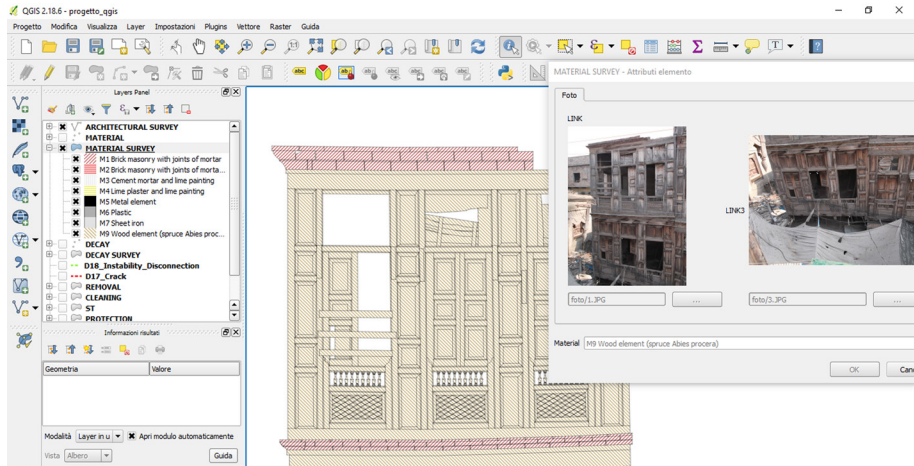 QGIS 2.18.6 - progetto_qgis
Progetto Modifica Visualizza Layer Impostazioni Plugins Vettore Raster Guida
Layers Panel
ARCHITECTURAL SURVEY
MATERIAL
MATERIAL SURVEY
M1 Brick masonry with joints of mortar
M2 Brick masonry with joints of morta...
M3 Cement mortar and lime painting
M4 Lime plaster and lime painting
M5 Metal element
M6 Plastic
M7 Sheet iron
M9 Wood element (spruce Abies proc...
DECAY
DECAY SURVEY
D18_Instability_Disconnection
D17_Crack
REMOVAL
CLEANING
ST
PROTECTION
Informazioni risultati
Geometria Valore
Modalità Layer in u Apri modulo automaticamente
Vista Albero Guida
MATERIAL SURVEY - Attributi elemento
Foto
LINK
LINK3
foto/1.JPG ...
foto/3.JPG ...
Material M9 Wood element (spruce Abies procera)
OK Canc